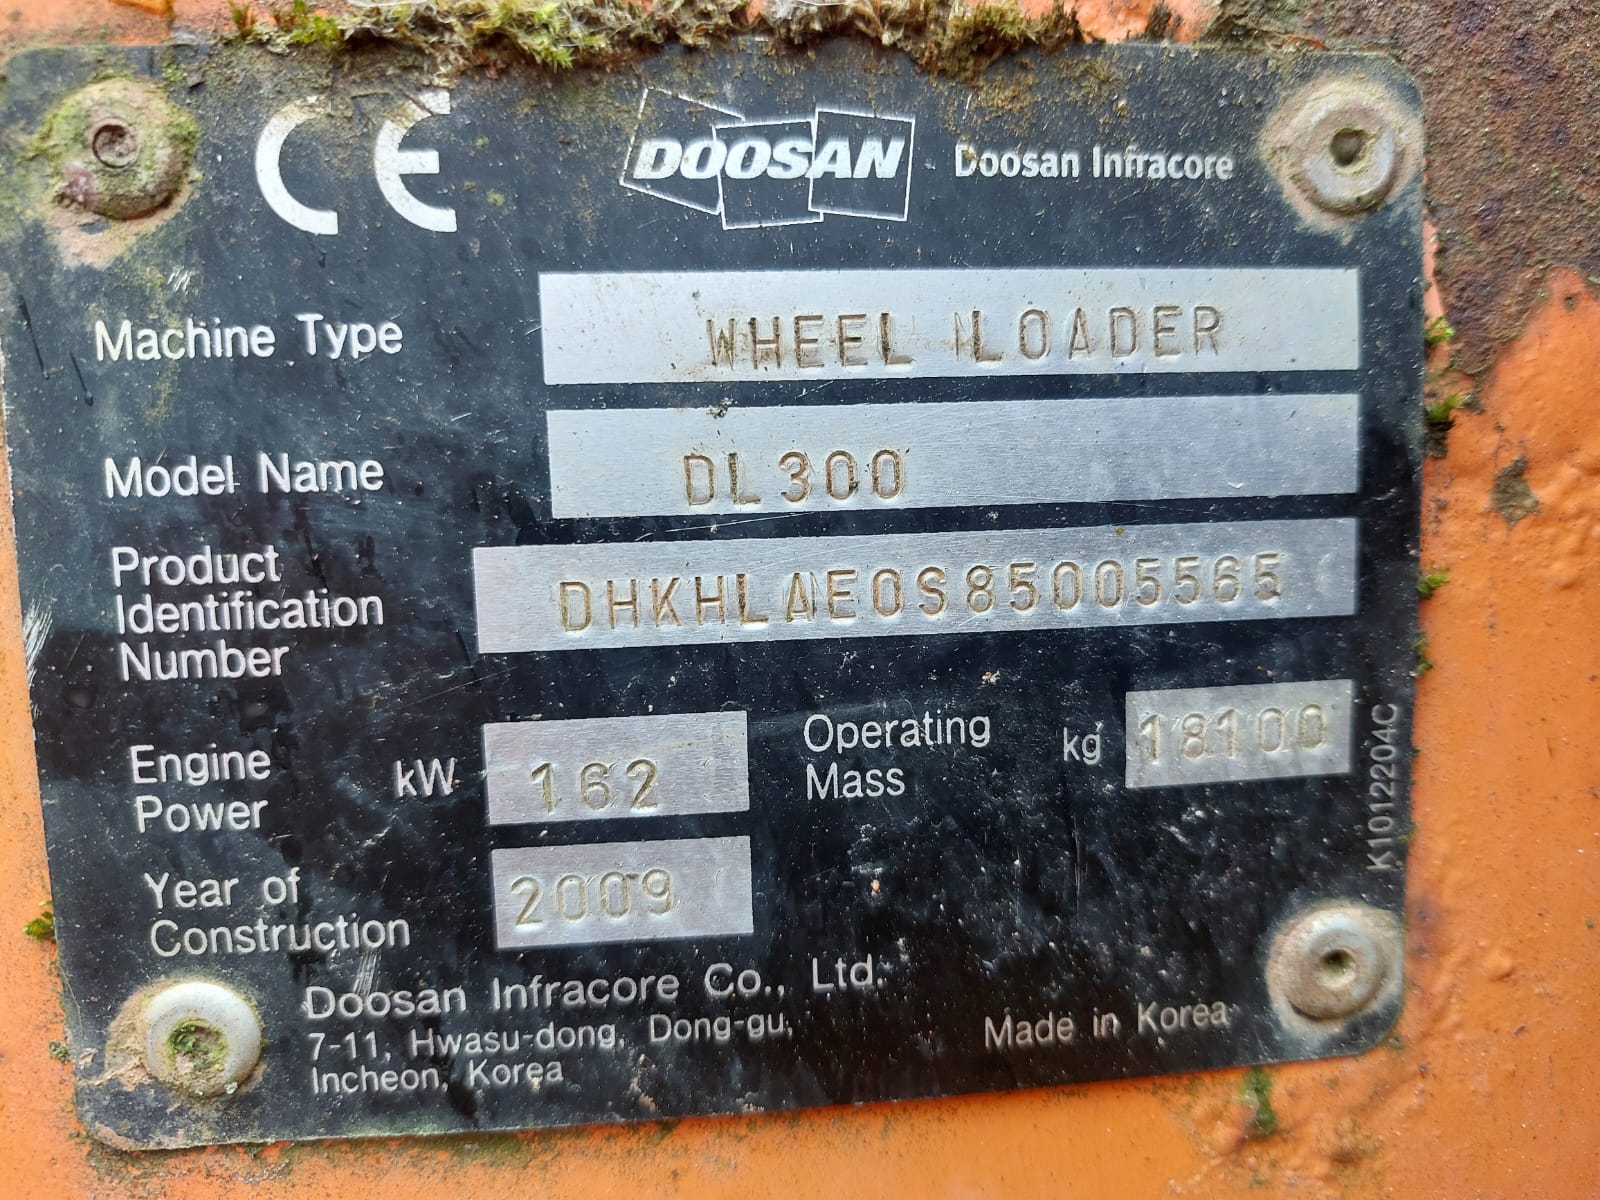 CE DOOSAN Doosan Infracore
Machine Type WHEEL LOADER
Model Name DL300
Product
Identification
Number DHKHLAEOS85005565
Engine
Power kW 162
Operating
Mass kg 18100
Year of
Construction 2009
Doosan Infracore Co., Ltd.
7-11, Hwasu-dong, Dong-gu,
Incheon, Korea
Made in Korea
K1012204C